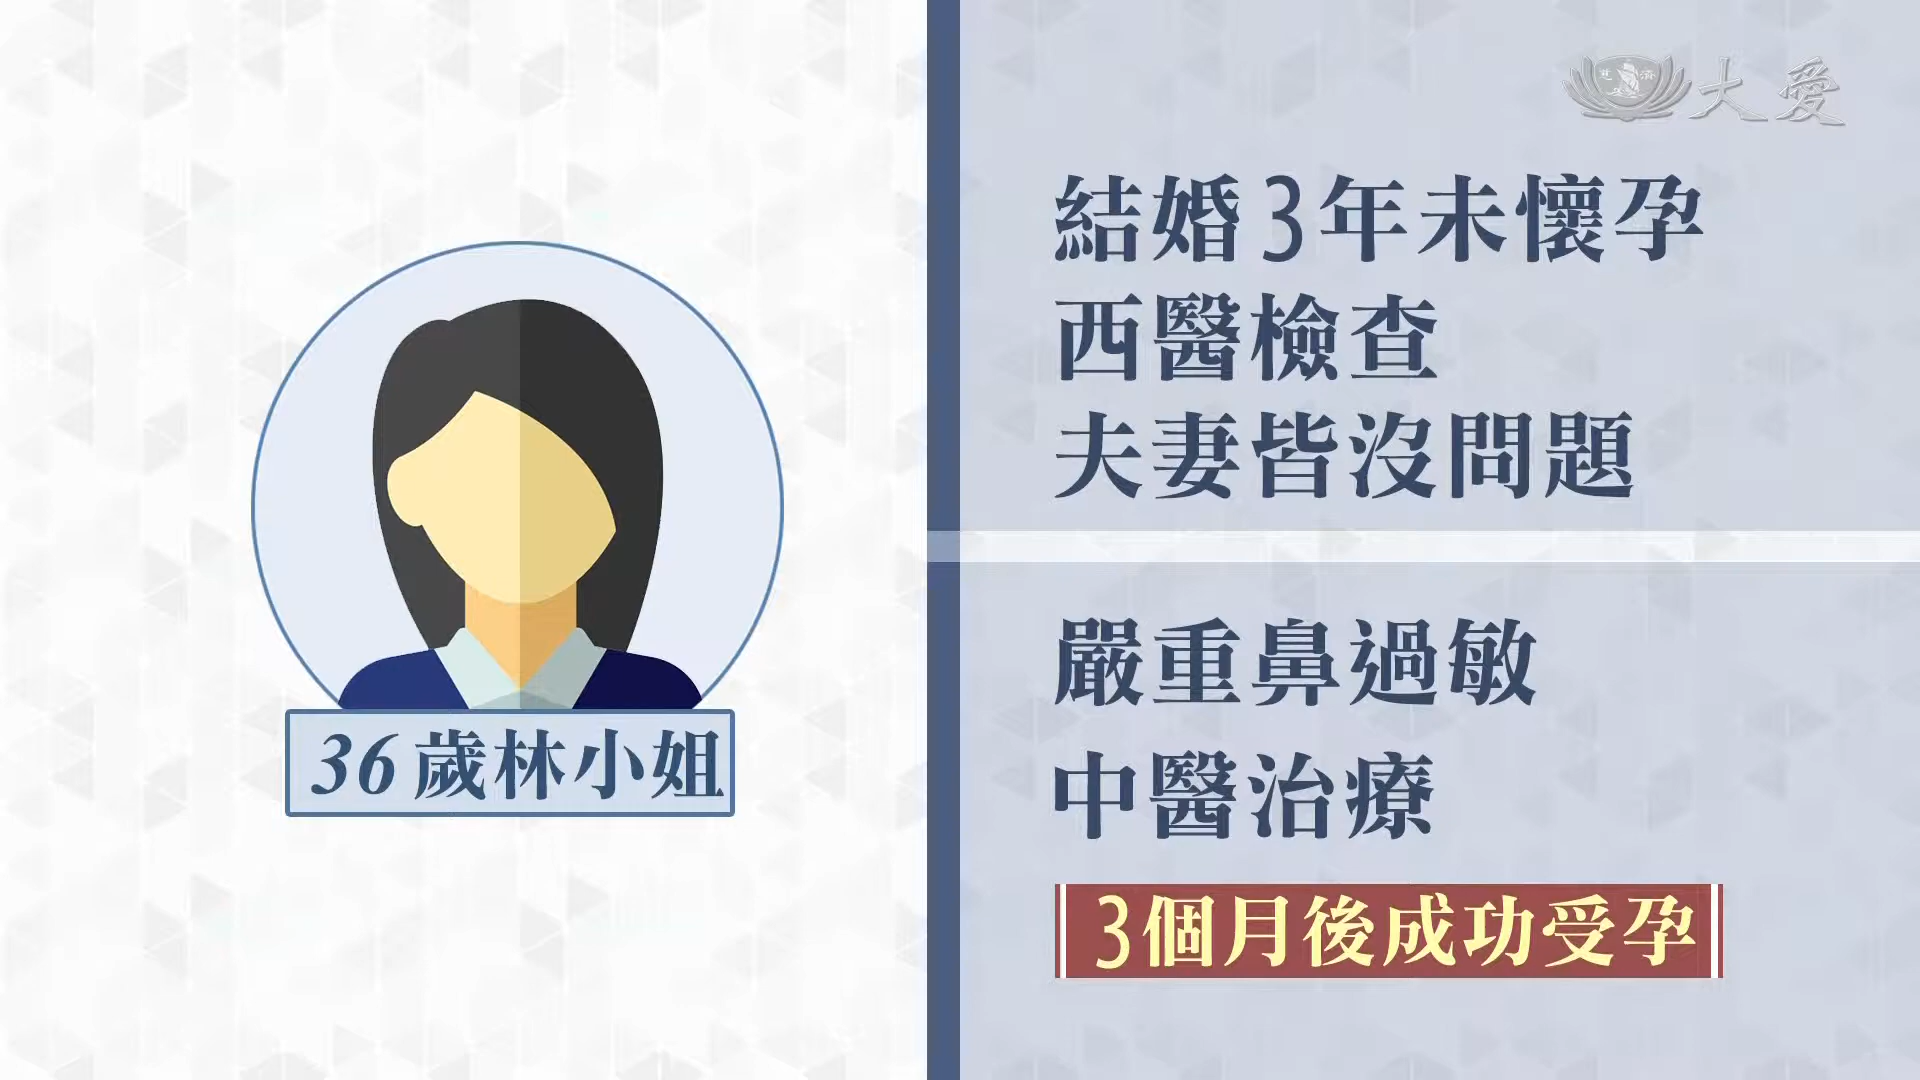 大愛
結婚3年未懷孕
西醫檢查
夫妻皆沒問題
嚴重鼻過敏
中醫治療
3個月後成功受孕
36歲林小姐